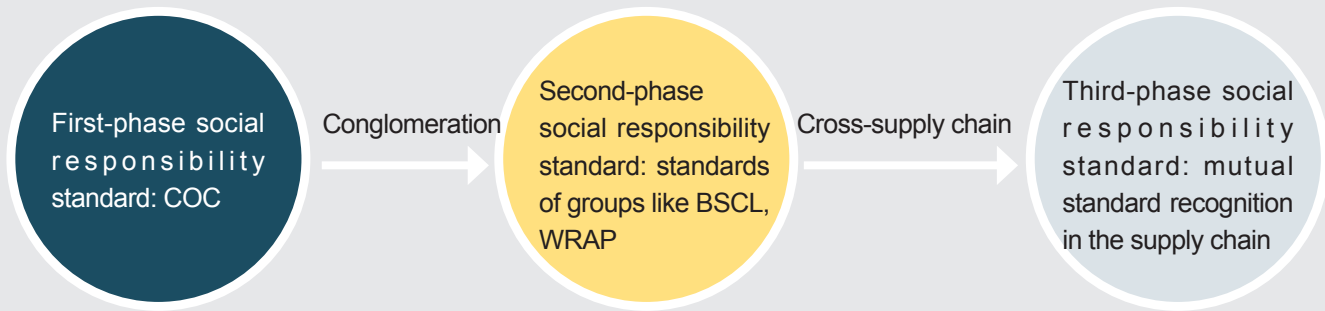 First-phase social
responsibility
standard: COC
Conglomeration
Second-phase
social responsibility
standard: standards
of groups like BSCL,
WRAP
Cross-supply chain
Third-phase social
responsibility
standard: mutual
standard recognition
in the supply chain